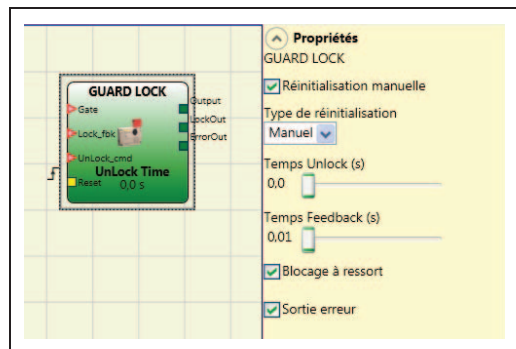 GUARD LOCK
Gate
Lock_fbk
UnLock_cmd
Reset
UnLock Time
0,0 s
Output
LockOut
ErrorOut
Propriétés
GUARD LOCK
Réinitialisation manuelle
Type de réinitialisation
Manuel
Temps Unlock (s)
0,0
Temps Feedback (s)
0,01
Blocage à ressort
Sortie erreur